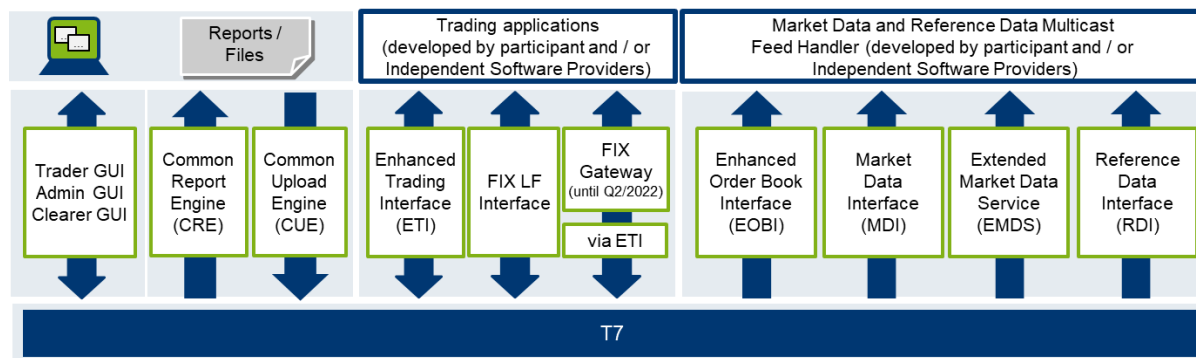 Reports /
Files
Trading applications
(developed by participant and / or
Independent Software Providers)
Market Data and Reference Data Multicast
Feed Handler (developed by participant and / or
Independent Software Providers)
Trader GUI
Admin GUI
Clearer GUI
Common
Report
Engine
(CRE)
Common
Upload
Engine
(CUE)
Enhanced
Trading
Interface
(ETI)
FIX LF
Interface
FIX
Gateway
(until Q2/2022)
via ETI
Enhanced
Order Book
Interface
(EOBI)
Market
Data
Interface
(MDI)
Extended
Market Data
Service
(EMDS)
Reference
Data
Interface
(RDI)
T7